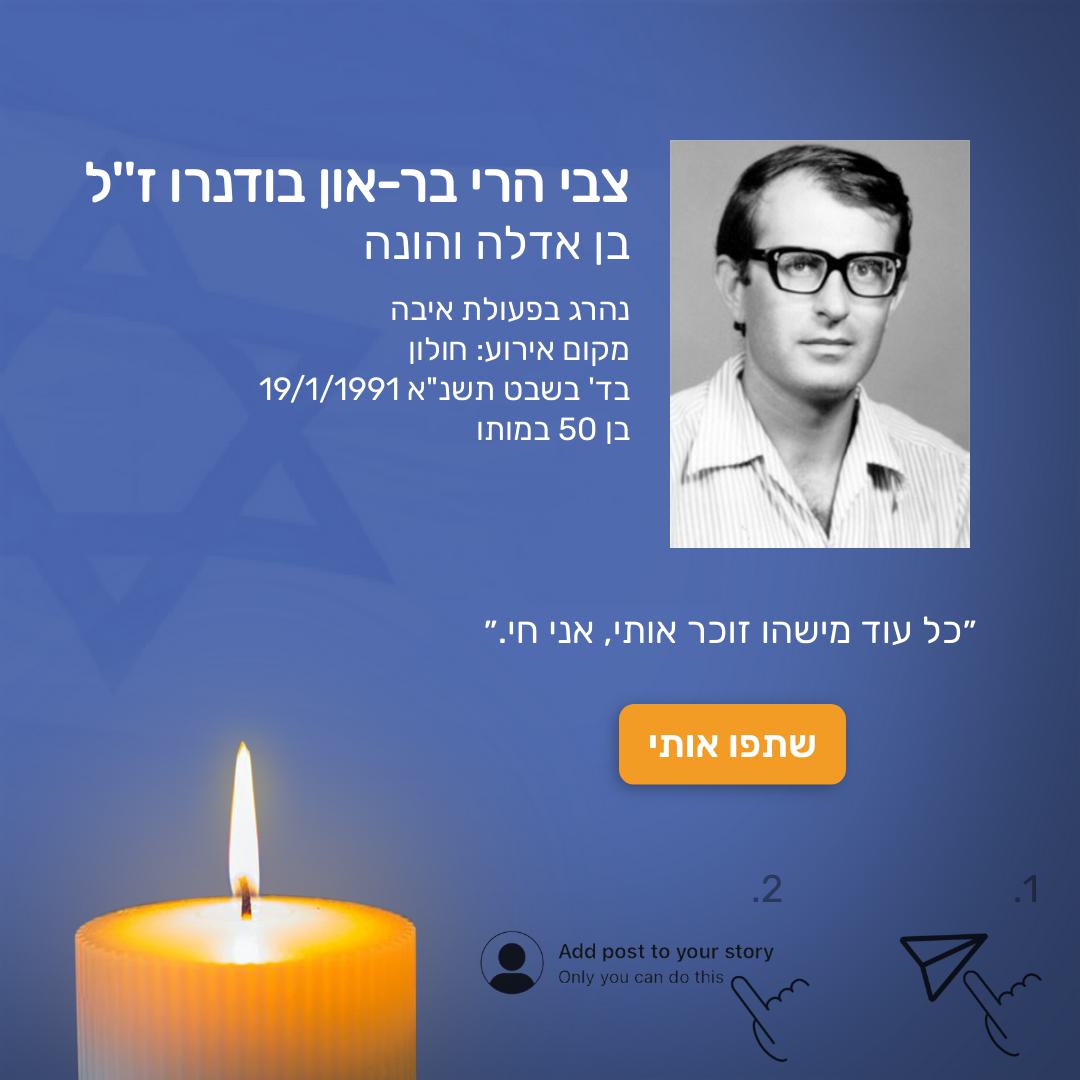 צבי הרי בר-און בודנרו ז"ל
בן אדלה והונה
נהרג בפעולת איבה
מקום אירוע: חולון
בד' בשבט תשנ"א 19/1/1991
בן 50 במותו
״כל עוד מישהו זוכר אותי, אני חי.״
שתפו אותי
1.
2.
Add post to your story
Only you can do this